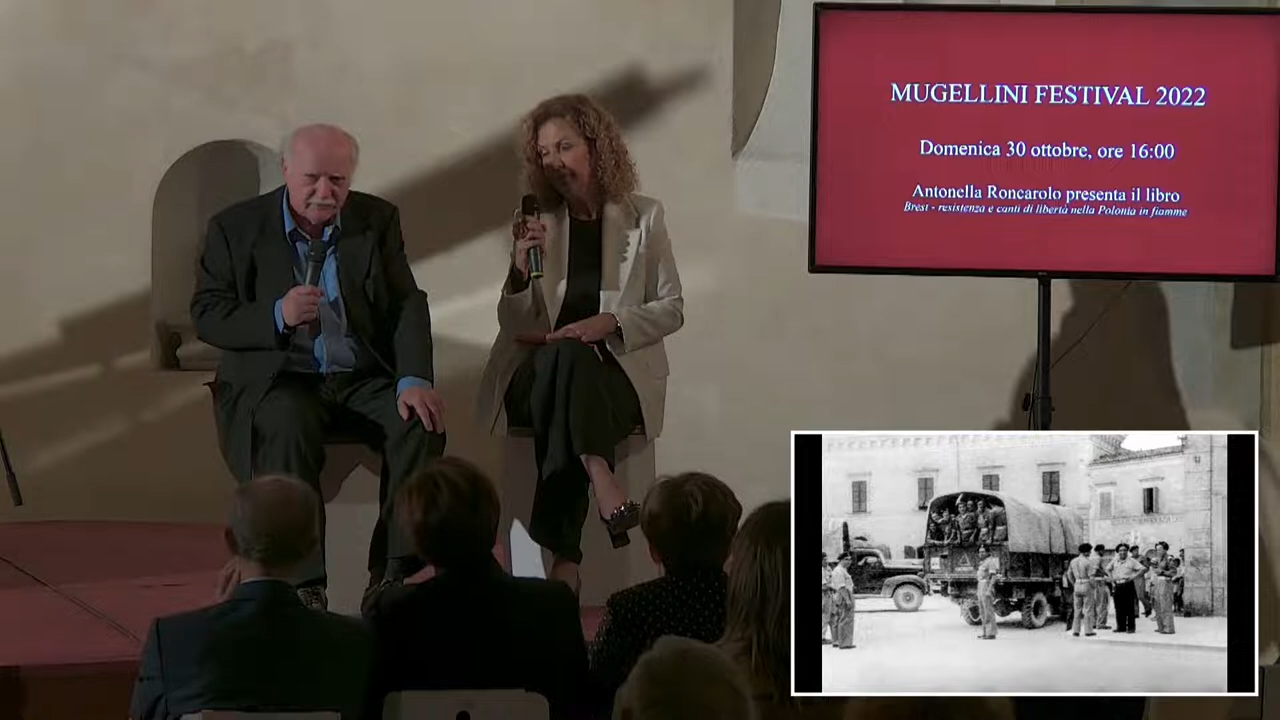 MUGELLINI FESTIVAL 2022
Domenica 30 ottobre, ore 16:00
Antonella Roncarolo presenta il libro
Brest - resistenza e canti di libertà nella Polonia in fiamme